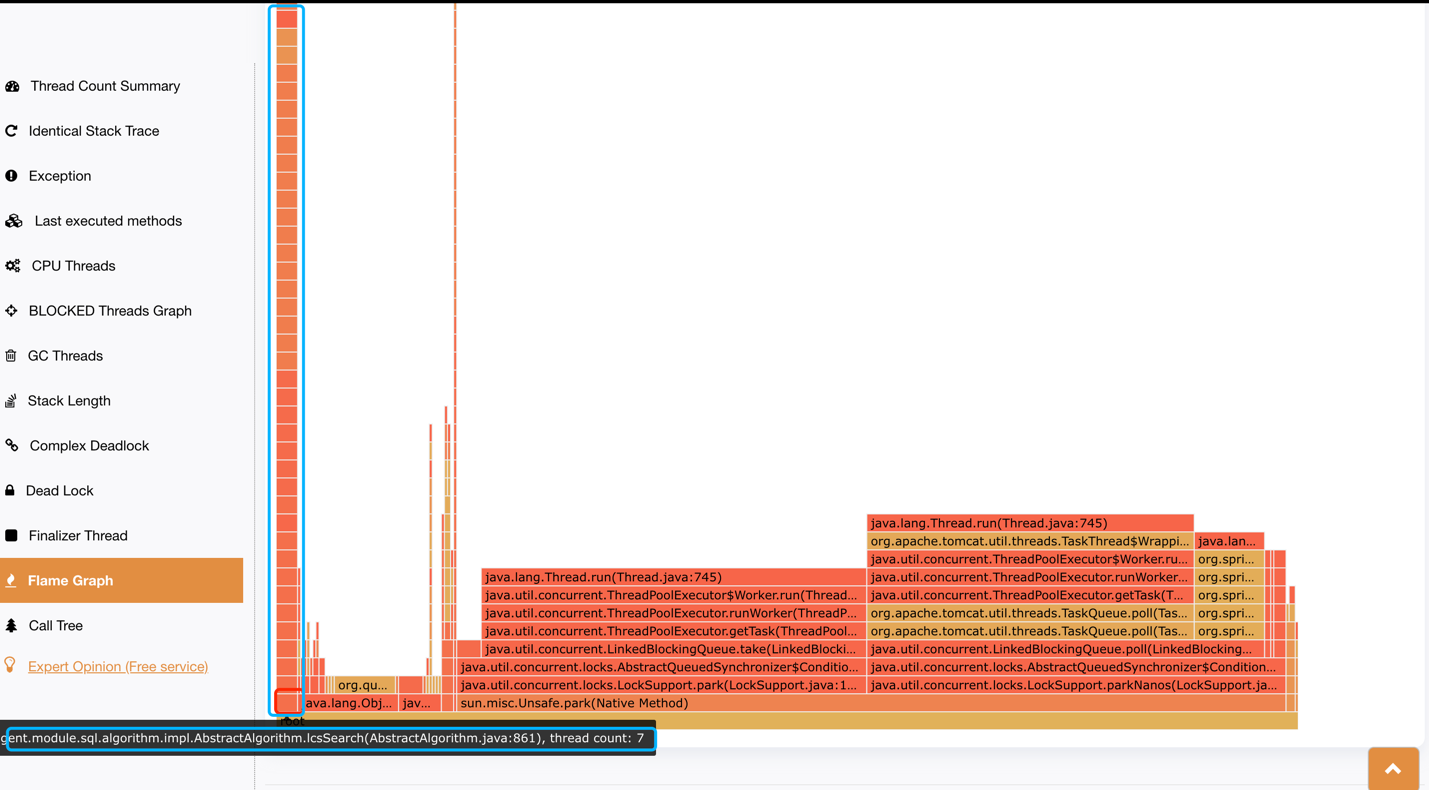 Thread Count Summary
Identical Stack Trace
Exception
Last executed methods
CPU Threads
BLOCKED Threads Graph
GC Threads
Stack Length
Complex Deadlock
Dead Lock
Finalizer Thread
Flame Graph
Call Tree
Expert Opinion (Free service)
java.lang.Thread.run(Thread.java:745)
org.apache.tomcat.util.threads.TaskThread$Wrappi... java.lan...
java.util.concurrent.ThreadPoolExecutor$Worker.ru... org.spri...
java.lang.Thread.run(Thread.java:745) java.util.concurrent.ThreadPoolExecutor.runWorker... org.spri...
java.util.concurrent.ThreadPoolExecutor$Worker.run(Thread... java.util.concurrent.ThreadPoolExecutor.getTask(T... org.spri...
java.util.concurrent.ThreadPoolExecutor.runWorker(ThreadP... org.apache.tomcat.util.threads.TaskQueue.poll(Tas... org.spri...
java.util.concurrent.ThreadPoolExecutor.getTask(ThreadPool... org.apache.tomcat.util.threads.TaskQueue.poll(Tas... org.spri...
java.util.concurrent.LinkedBlockingQueue.take(LinkedBlocki... java.util.concurrent.LinkedBlockingQueue.poll(LinkedBlocking...
java.util.concurrent.locks.AbstractQueuedSynchronizer$Conditio... java.util.concurrent.locks.AbstractQueuedSynchronizer$Condition...
org.qu... java.util.concurrent.locks.LockSupport.park(LockSupport.java:1... java.util.concurrent.locks.LockSupport.parkNanos(LockSupport.ja...
ava.lang.Obj... jav... sun.misc.Unsafe.park(Native Method)
root
gent.module.sql.algorithm.impl.AbstractAlgorithm.lcsSearch(AbstractAlgorithm.java:861), thread count: 7